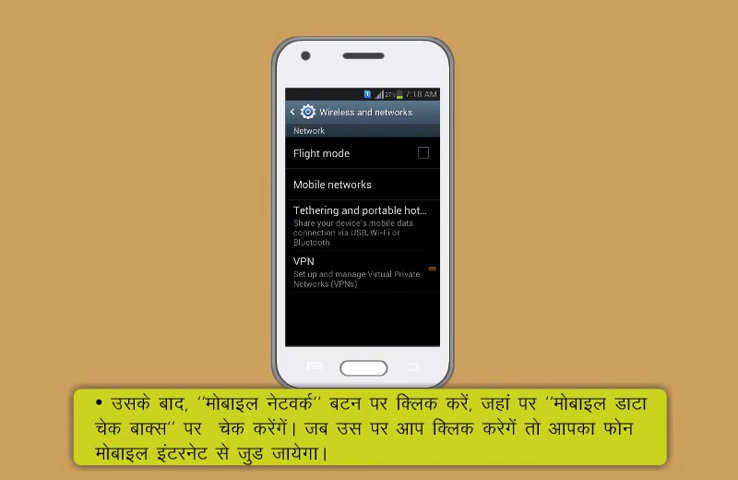 27% 7:18 AM
Wireless and networks
Network
Flight mode
Mobile networks
Tethering and portable hot...
Share your device's mobile data
connection via USB, Wi-Fi or
Bluetooth
VPN
Set up and manage Virtual Private
Networks (VPNs)
• उसके बाद, ‘‘मोबाइल नेटवर्क‘‘ बटन पर क्लिक करें, जहां पर ‘‘मोबाइल डाटा
चेक बाक्स‘‘ पर चेक करेंगें। जब उस पर आप क्लिक करेगें तो आपका फोन
मोबाइल इंटरनेट से जुड जायेगा।